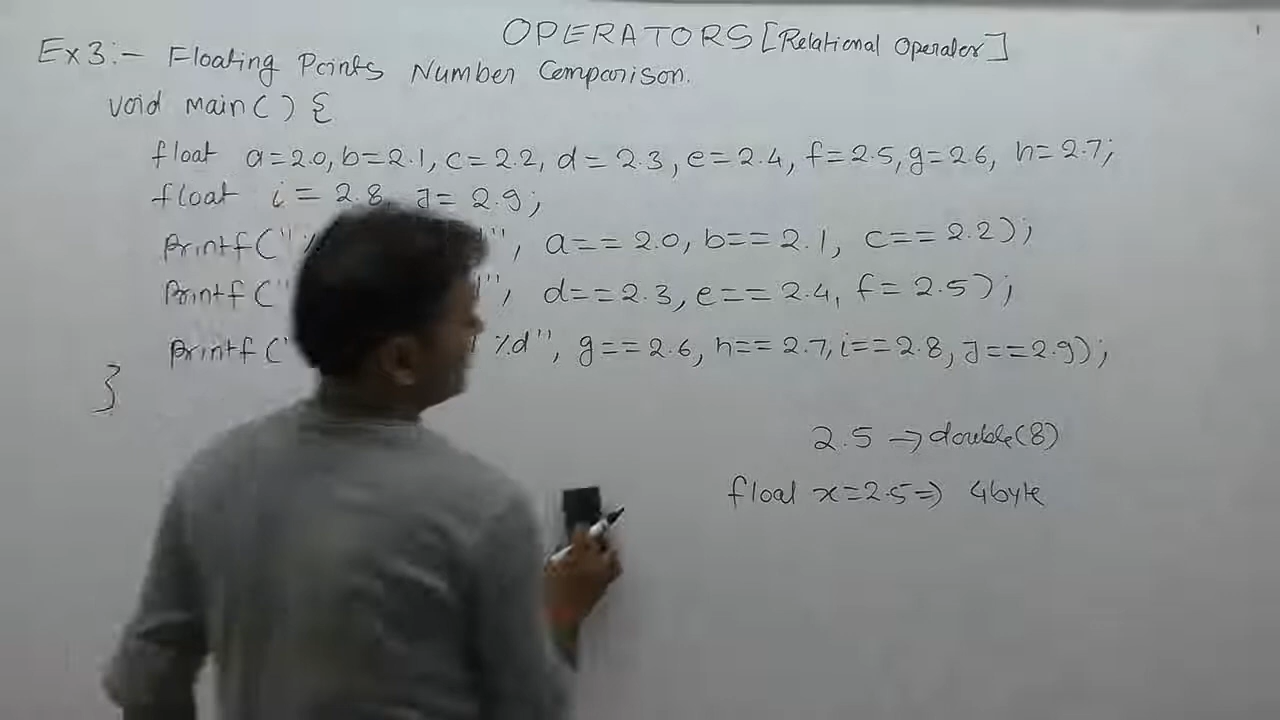 OPERATORS [Relational Operator]
Ex3:- Floating Points Number Comparison.
void main() {
float a=2.0, b=2.1, c=2.2, d=2.3, e=2.4, f=2.5, g=2.6, h=2.7;
float i=2.8, J=2.9;
printf(" ", a==2.0, b==2.1, c==2.2);
printf(" ", d==2.3, e==2.4, f=2.5);
printf(" %d", g==2.6, h==2.7, i==2.8, J==2.9);
}
2.5 → double(8)
float x=2.5 ⇒ 4byte